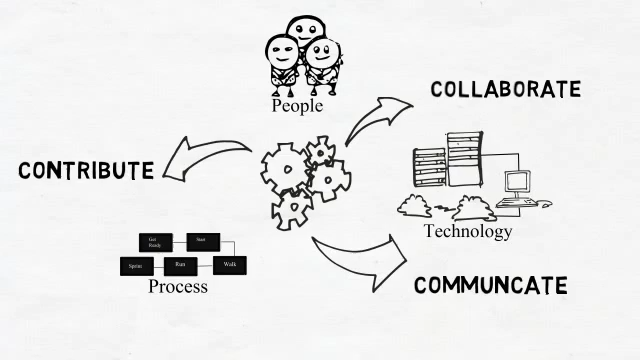 People
COLLABORATE
CONTRIBUTE
Technology
Get
Ready
Start
Sprint
Run
Walk
Process
COMMUNCATE